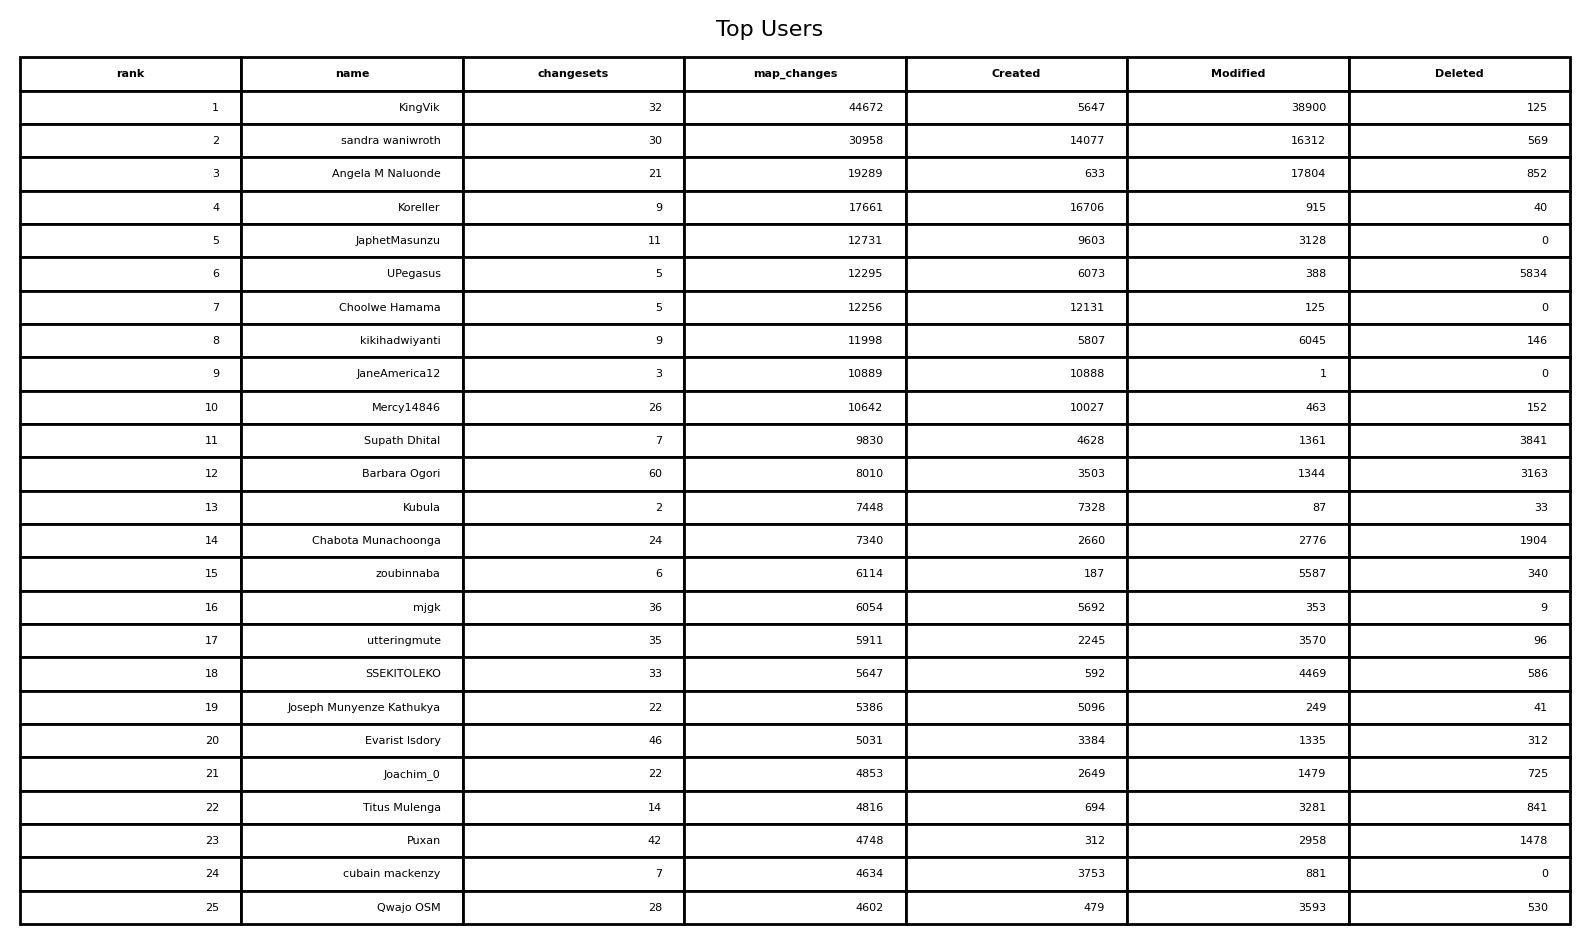 Top Users
rank name changesets map_changes Created Modified Deleted
1 KingVik 32 44672 5647 38900 125
2 sandra waniwroth 30 30958 14077 16312 569
3 Angela M Naluonde 21 19289 633 17804 852
4 Koreller 9 17661 16706 915 40
5 JaphetMasunzu 11 12731 9603 3128 0
6 UPegasus 5 12295 6073 388 5834
7 Choolwe Hamama 5 12256 12131 125 0
8 kikihadwiyanti 9 11998 5807 6045 146
9 JaneAmerica12 3 10889 10888 1 0
10 Mercy14846 26 10642 10027 463 152
11 Supath Dhital 7 9830 4628 1361 3841
12 Barbara Ogori 60 8010 3503 1344 3163
13 Kubula 2 7448 7328 87 33
14 Chabota Munachoonga 24 7340 2660 2776 1904
15 zoubinnaba 6 6114 187 5587 340
16 mjgk 36 6054 5692 353 9
17 utteringmute 35 5911 2245 3570 96
18 SSEKITOLEKO 33 5647 592 4469 586
19 Joseph Munyenze Kathukya 22 5386 5096 249 41
20 Evarist Isdory 46 5031 3384 1335 312
21 Joachim_0 22 4853 2649 1479 725
22 Titus Mulenga 14 4816 694 3281 841
23 Puxan 42 4748 312 2958 1478
24 cubain mackenzy 7 4634 3753 881 0
25 Qwajo OSM 28 4602 479 3593 530